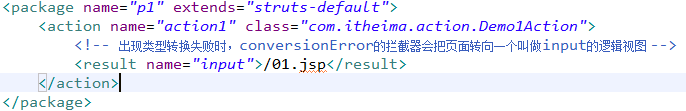 <package name="p1" extends="struts-default">
<action name="action1" class="com.itheima.action.Demo1Action">
<!-- 出现类型转换失败时，conversionError的拦截器会把页面转向一个叫做input的逻辑视图 -->
<result name="input">/01.jsp</result>
</action>
</package>